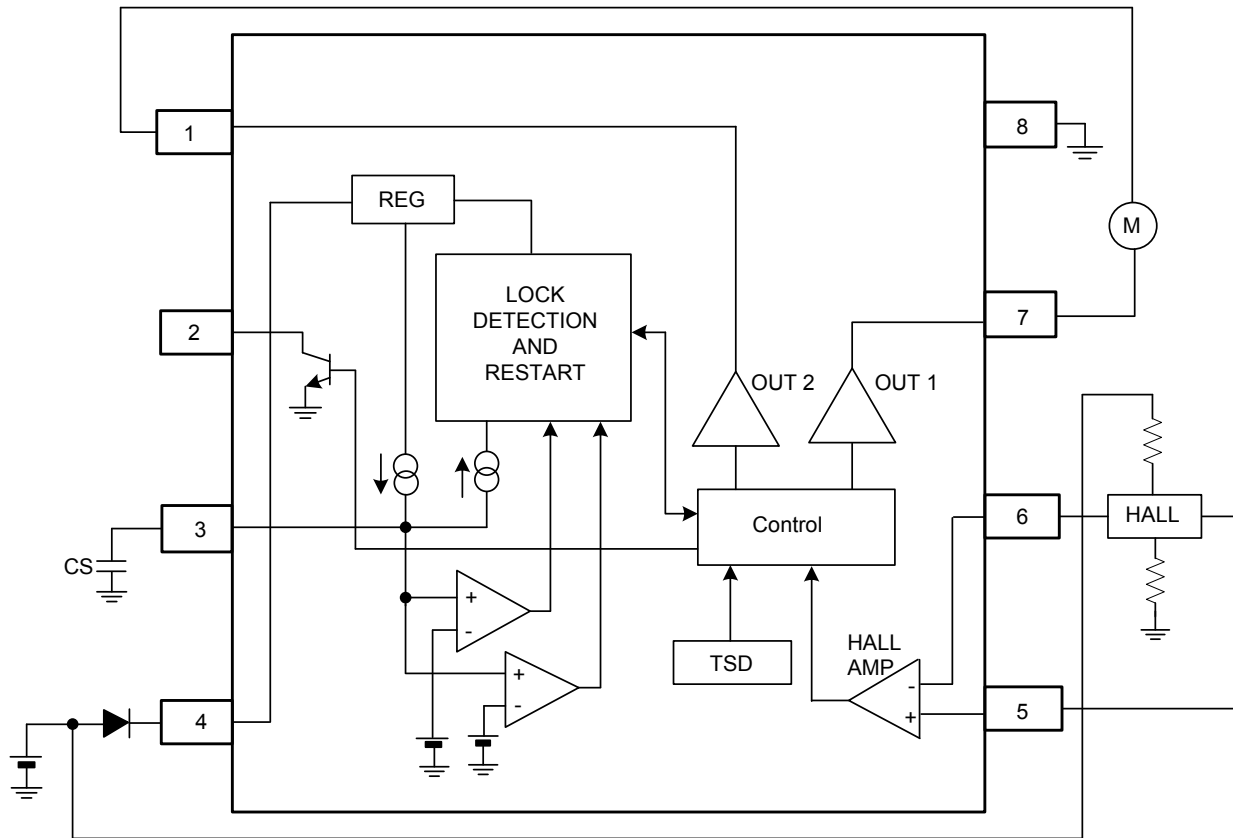 1
8
REG
M
LOCK
DETECTION
AND
RESTART
2
7
OUT 2
OUT 1
3
Control
6
HALL
CS
+
-
TSD
HALL
AMP
+
-
-
+
4
5